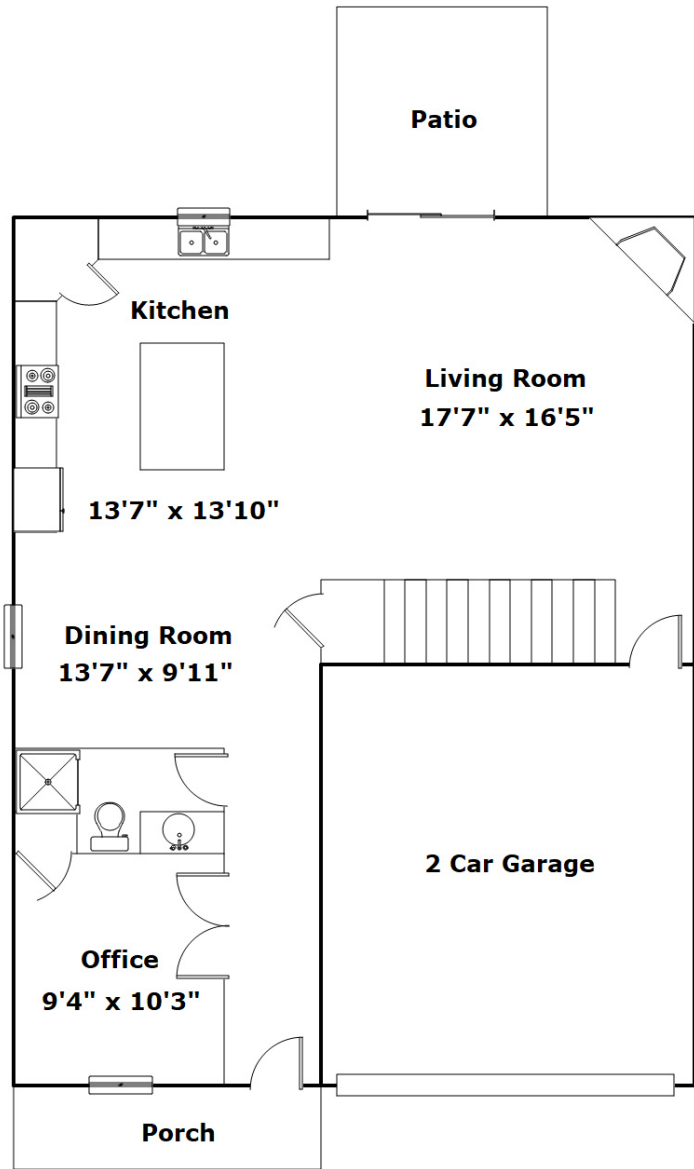 Patio
Kitchen
Living Room
17'7" x 16'5"
13'7" x 13'10"
Dining Room
13'7" x 9'11"
2 Car Garage
Office
9'4" x 10'3"
Porch